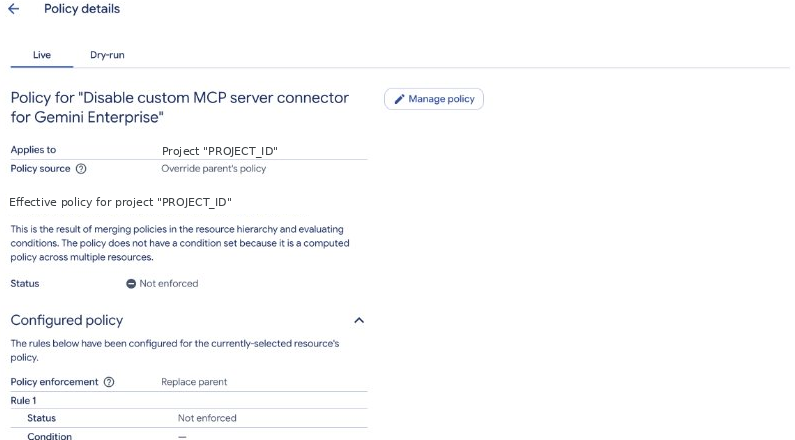 Policy details
Live Dry-run
Policy for "Disable custom MCP server connector
for Gemini Enterprise"
Manage policy
Applies to Project "PROJECT_ID"
Policy source Override parent's policy
Effective policy for project "PROJECT_ID"
This is the result of merging policies in the resource hierarchy and evaluating
conditions. The policy does not have a condition set because it is a computed
policy across multiple resources.
Status Not enforced
Configured policy
The rules below have been configured for the currently-selected resource's
policy.
Policy enforcement Replace parent
Rule 1
Status Not enforced
Condition —